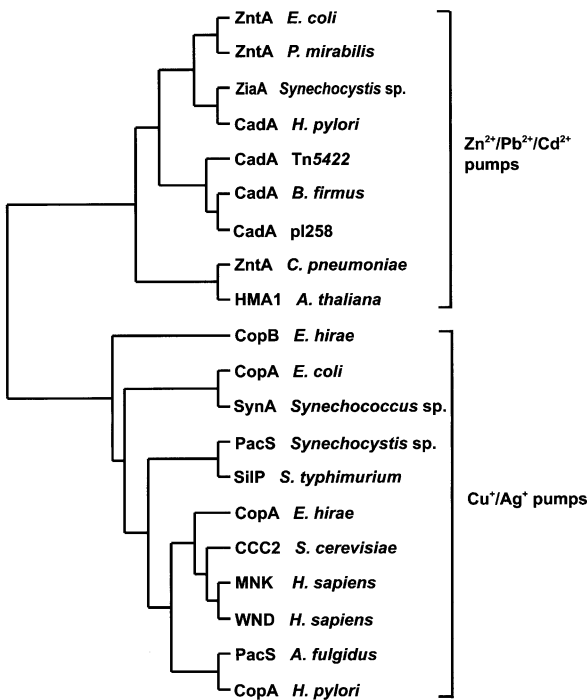 ZntA E. coli
ZntA P. mirabilis
ZiaA Synechocystis sp.
CadA H. pylori
CadA Tn5422
CadA B. firmus
CadA pI258
ZntA C. pneumoniae
HMA1 A. thaliana
Zn²⁺/Pb²⁺/Cd²⁺
pumps
CopB E. hirae
CopA E. coli
SynA Synechococcus sp.
PacS Synechocystis sp.
SilP S. typhimurium
CopA E. hirae
CCC2 S. cerevisiae
MNK H. sapiens
WND H. sapiens
PacS A. fulgidus
CopA H. pylori
Cu⁺/Ag⁺ pumps